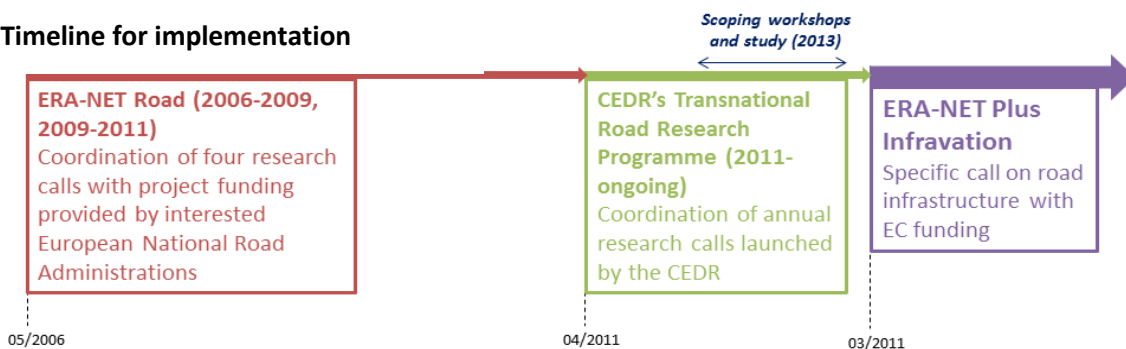 Timeline for implementation
Scoping workshops
and study (2013)
ERA-NET Road (2006-2009,
2009-2011)
Coordination of four research
calls with project funding
provided by interested
European National Road
Administrations
CEDR's Transnational
Road Research
Programme (2011-
ongoing)
Coordination of annual
research calls launched
by the CEDR
ERA-NET Plus
Infravation
Specific call on road
infrastructure with
EC funding
05/2006
04/2011
03/2011